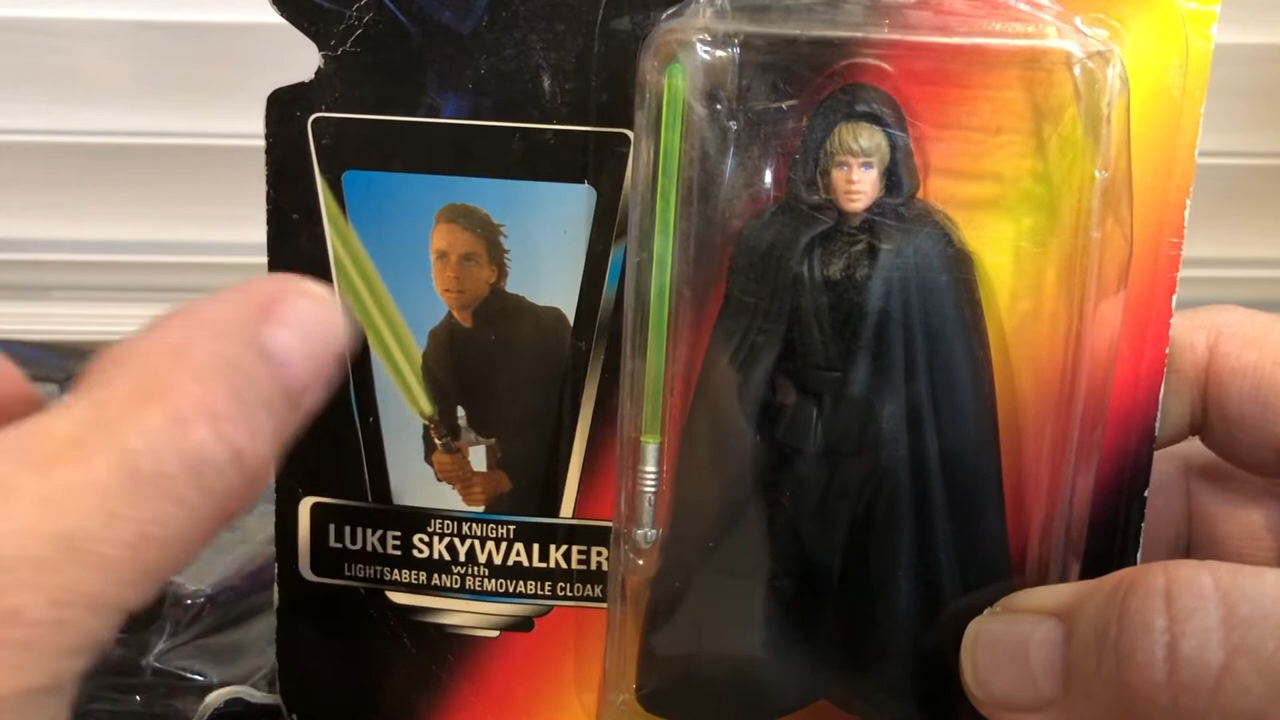 JEDI KNIGHT
LUKE SKYWALKER
with
LIGHTSABER AND REMOVABLE CLOAK